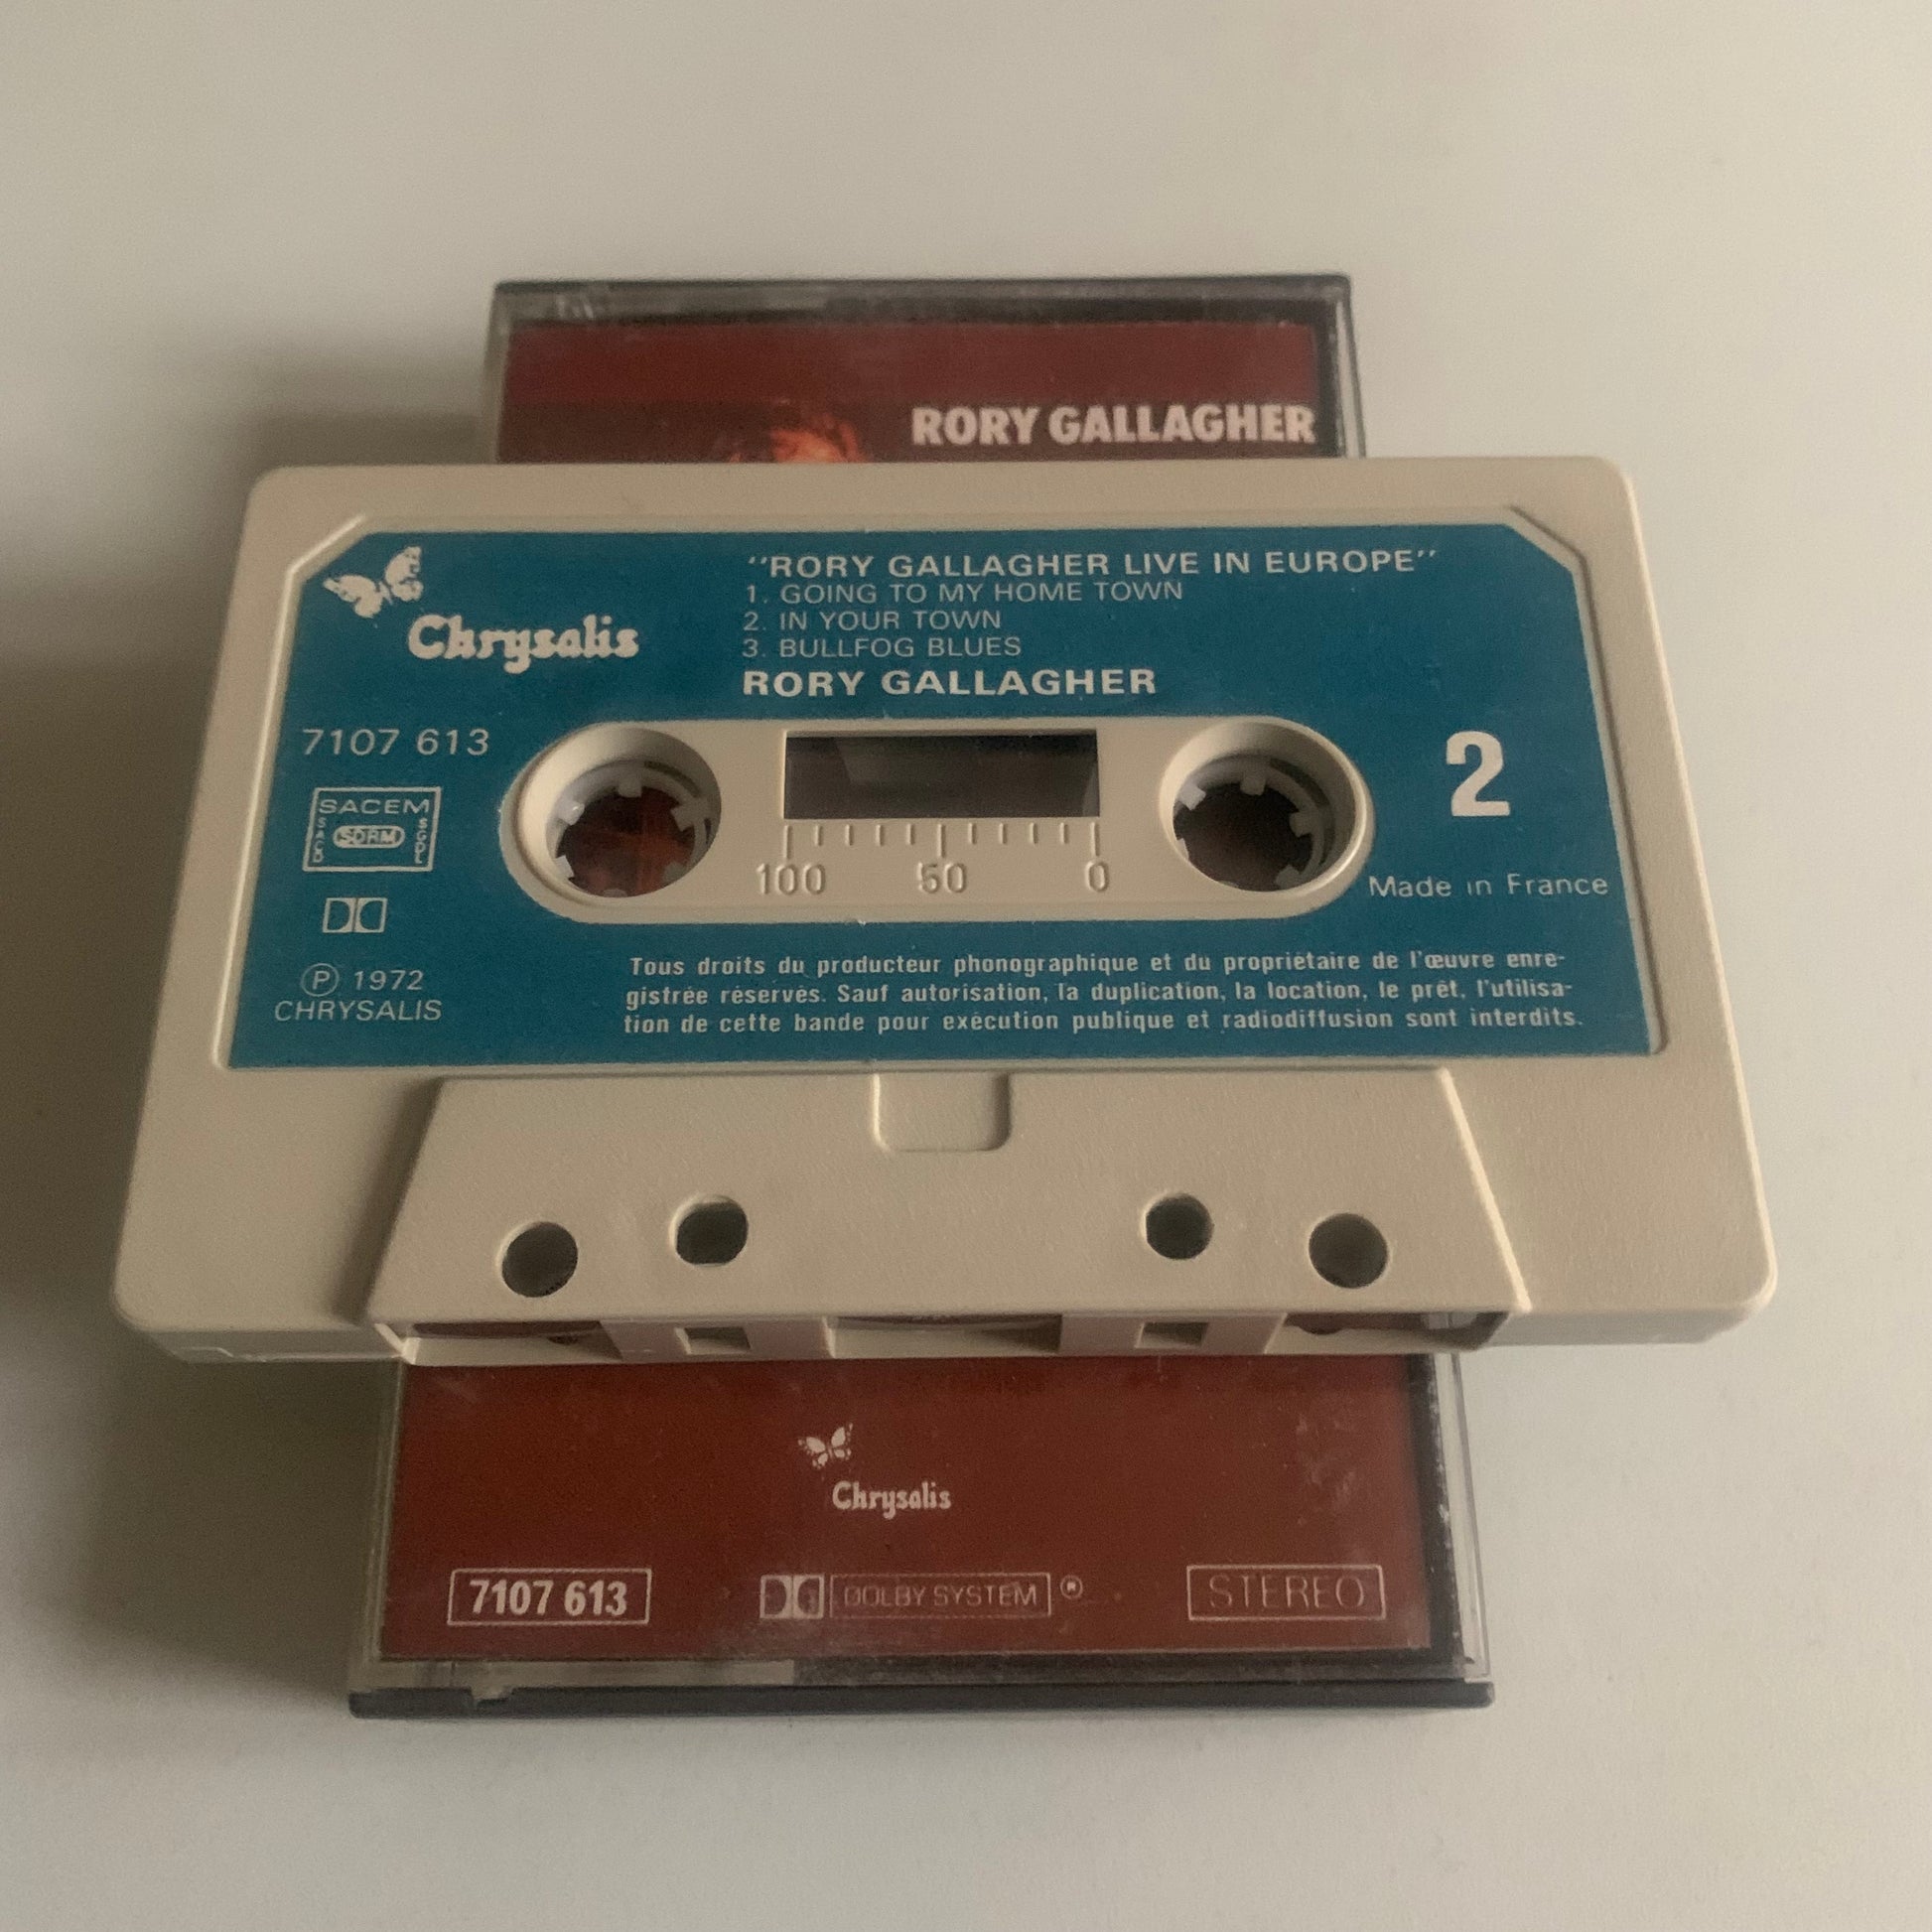 RORY GALLAGHER
"RORY GALLAGHER LIVE IN EUROPE"
1. GOING TO MY HOME TOWN
2. IN YOUR TOWN
3. BULLFOG BLUES
RORY GALLAGHER
Chrysalis
7107 613
SACEM
SACD
SDRM
SGDL
2
100 50 0
Made in France
Ⓟ 1972
CHRYSALIS
Tous droits du producteur phonographique et du propriétaire de l'œuvre enre-
gistrée réservés. Sauf autorisation, la duplication, la location, le prêt, l'utilisa-
tion de cette bande pour exécution publique et radiodiffusion sont interdits.
Chrysalis
7107 613
DOLBY SYSTEM ®
STEREO